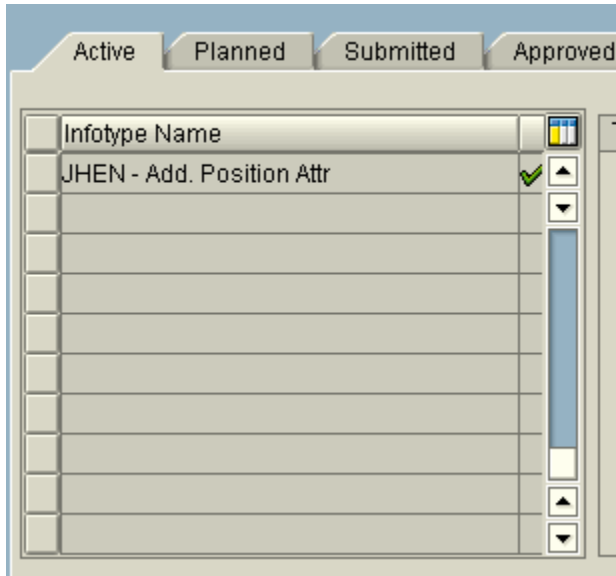 Active
Planned
Submitted
Approved
Infotype Name
JHEN - Add. Position Attr